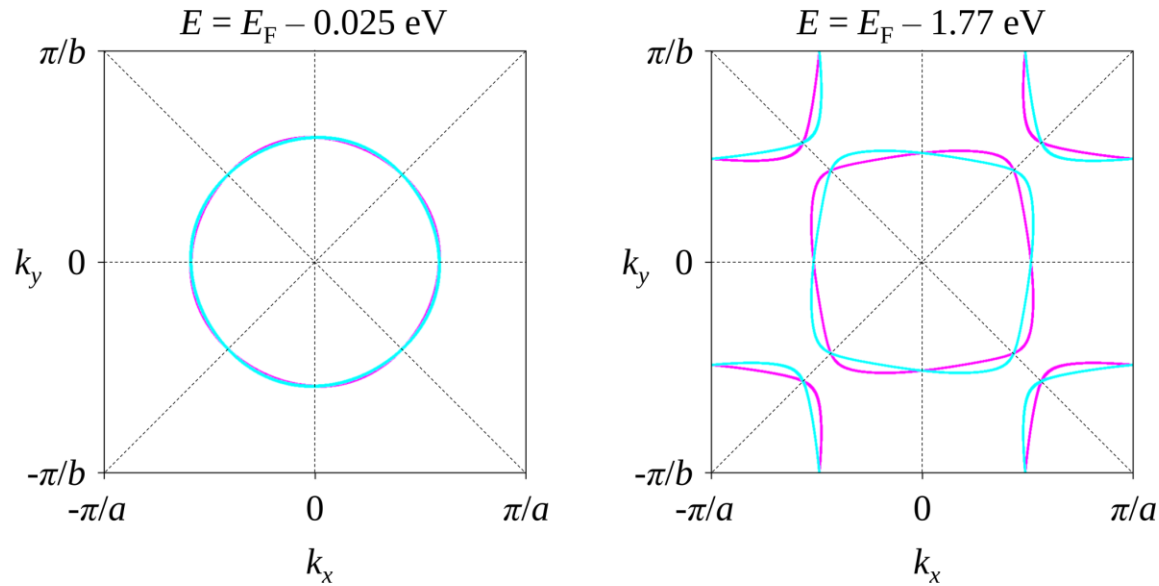 E = E_F – 0.025 eV
π/b
k_y 0
-π/b
-π/a 0 π/a
k_x
E = E_F – 1.77 eV
π/b
k_y 0
-π/b
-π/a 0 π/a
k_x